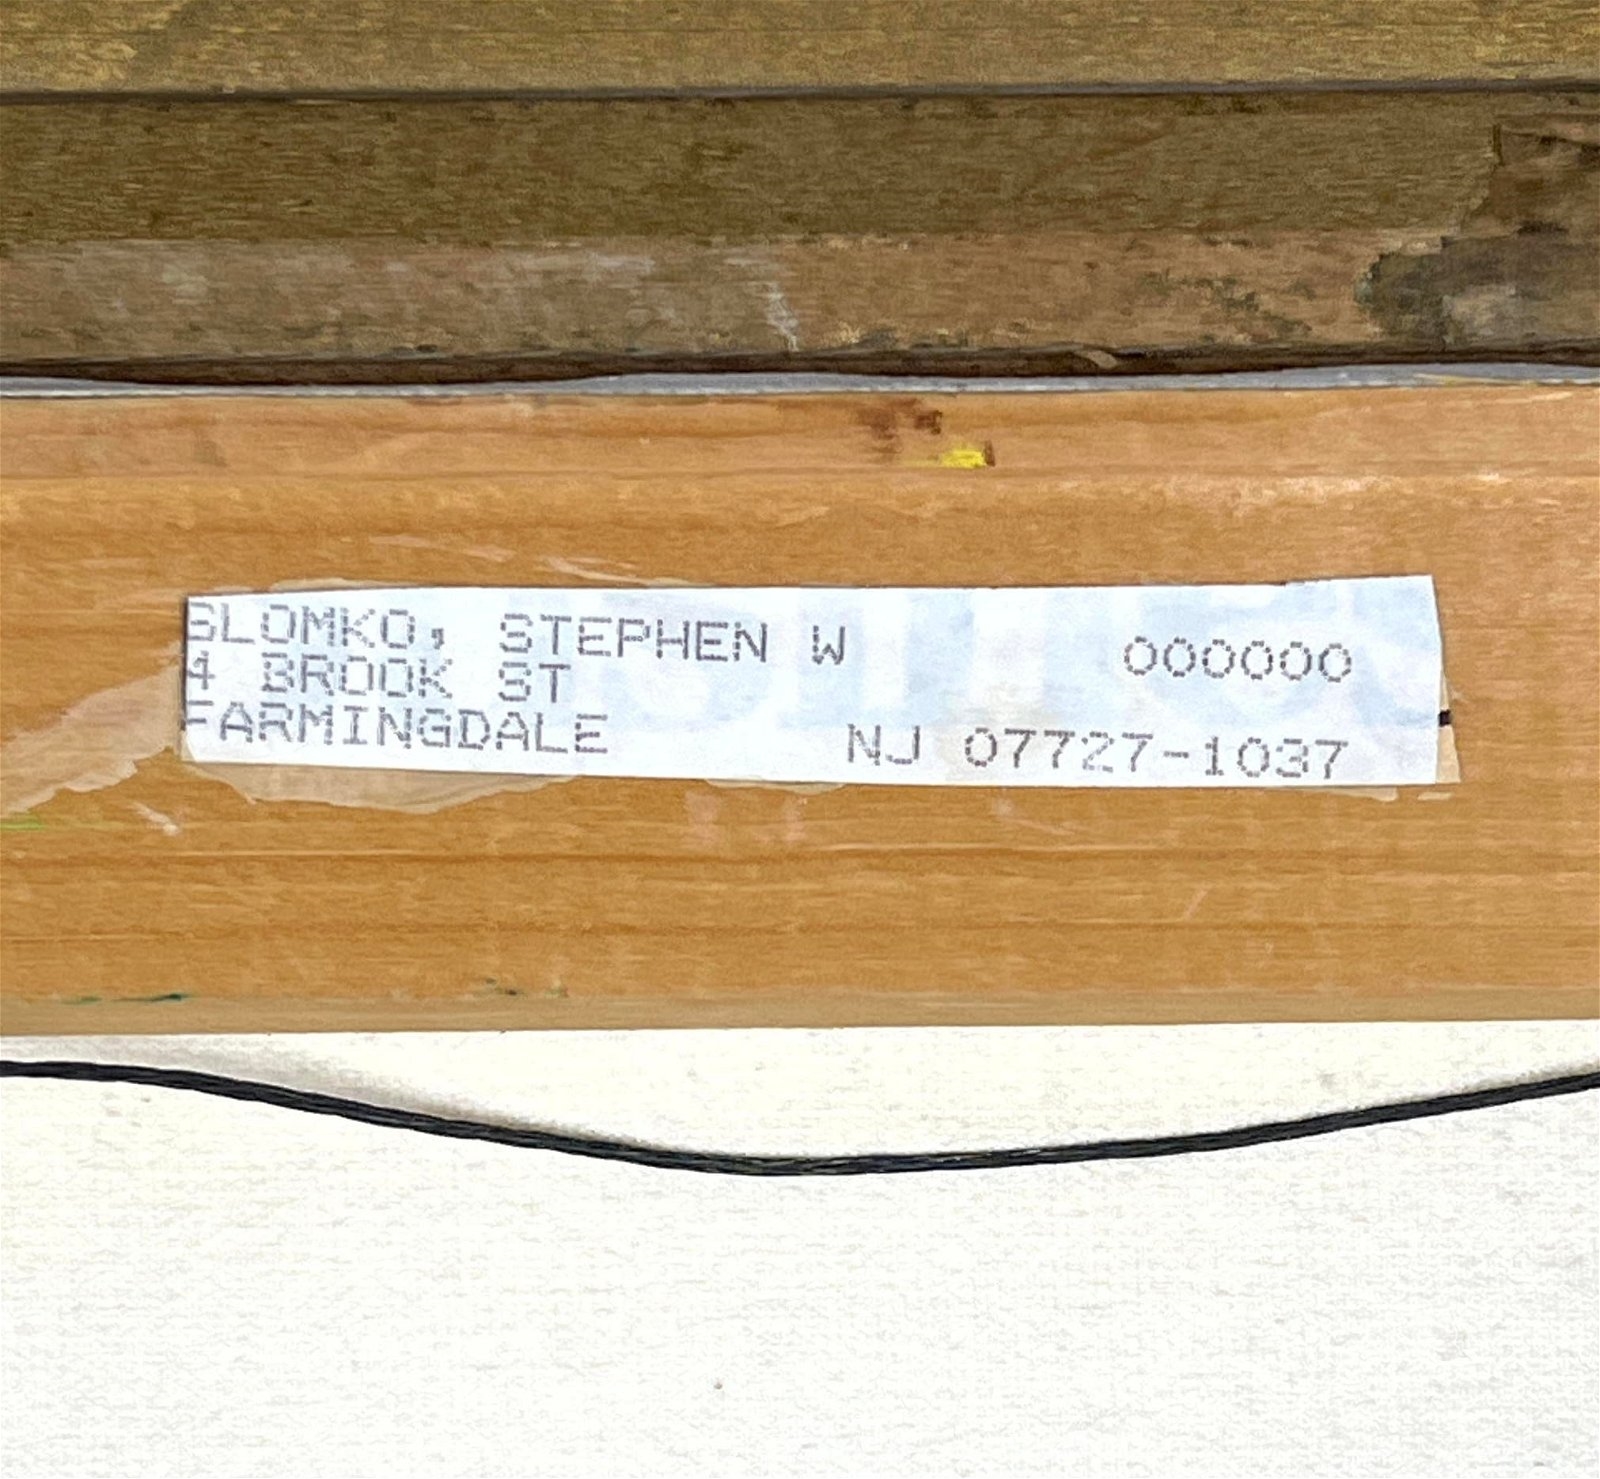 SLOMKO, STEPHEN W 000000
4 BROOK ST
FARMINGDALE NJ 07727-1037